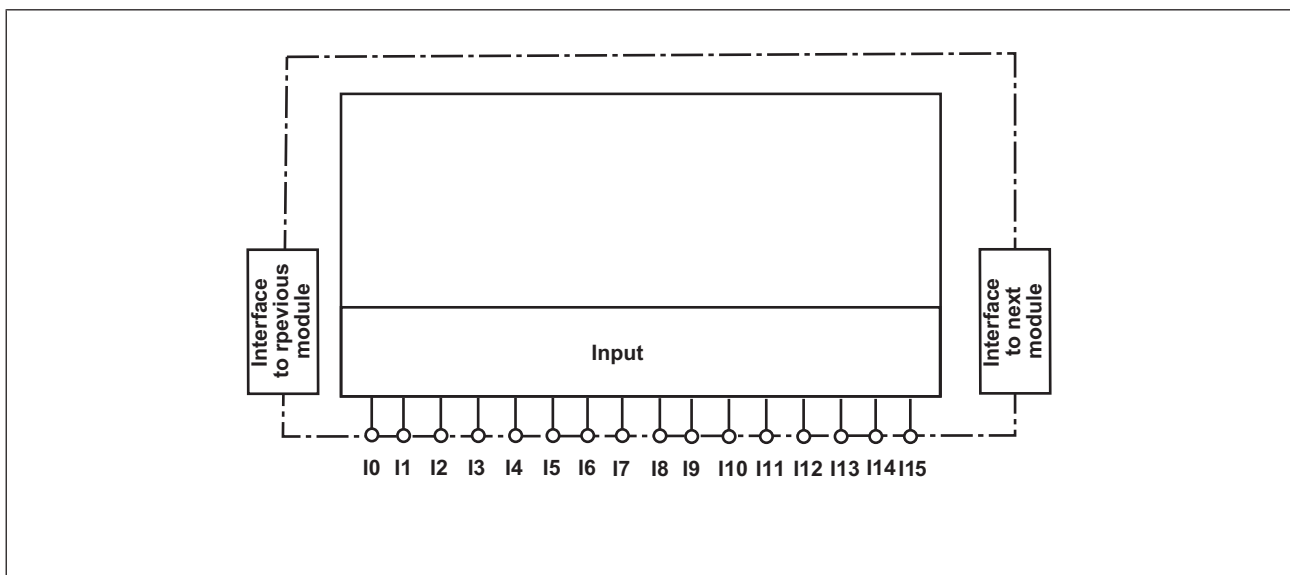 Interface
to rpevious
module
Input
Interface
to next
module
I0 I1 I2 I3 I4 I5 I6 I7 I8 I9 I10 I11 I12 I13 I14 I15